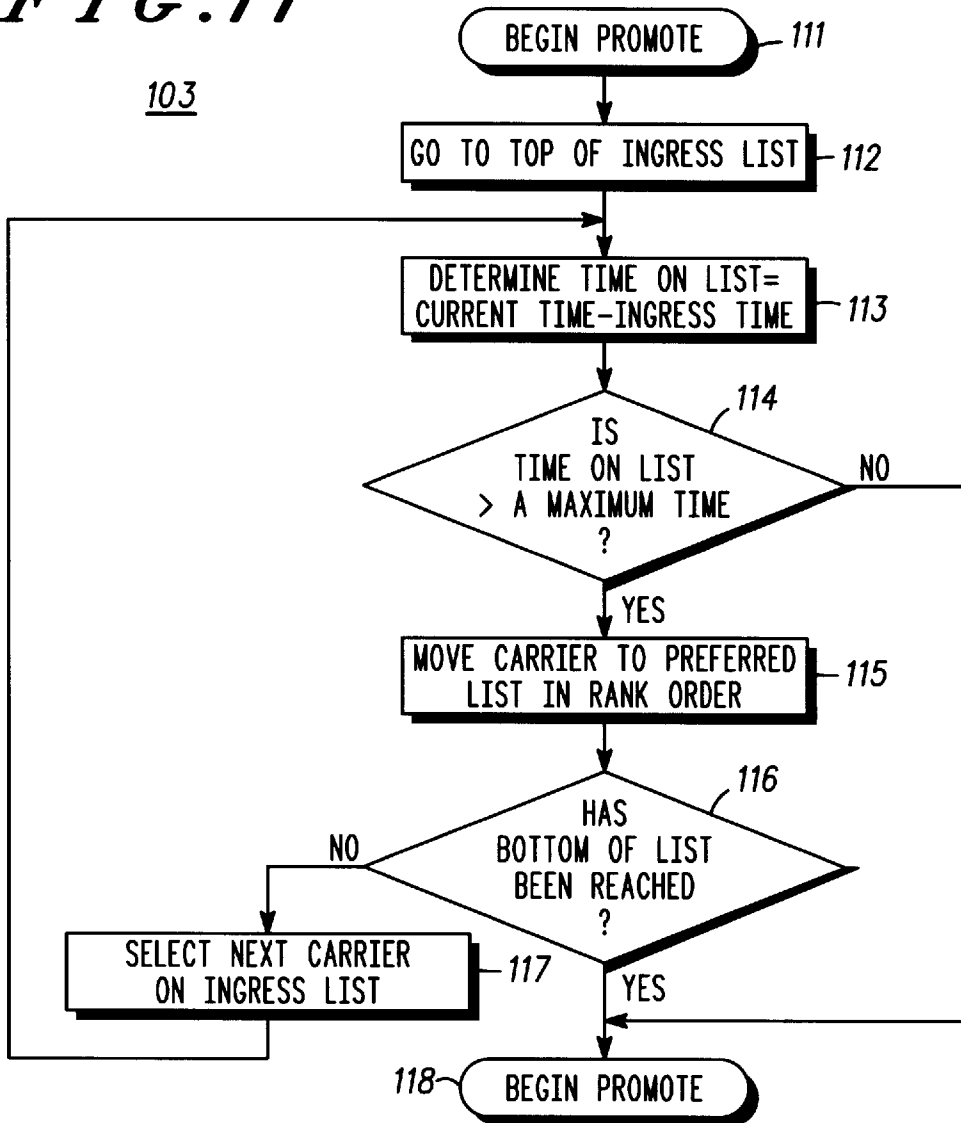 FIG.11
103
BEGIN PROMOTE
111
GO TO TOP OF INGRESS LIST
112
DETERMINE TIME ON LIST=
CURRENT TIME-INGRESS TIME
113
114
IS
TIME ON LIST
> A MAXIMUM TIME
?
NO
YES
MOVE CARRIER TO PREFERRED
LIST IN RANK ORDER
115
116
HAS
BOTTOM OF LIST
BEEN REACHED
?
NO
SELECT NEXT CARRIER
ON INGRESS LIST
117
YES
118
BEGIN PROMOTE